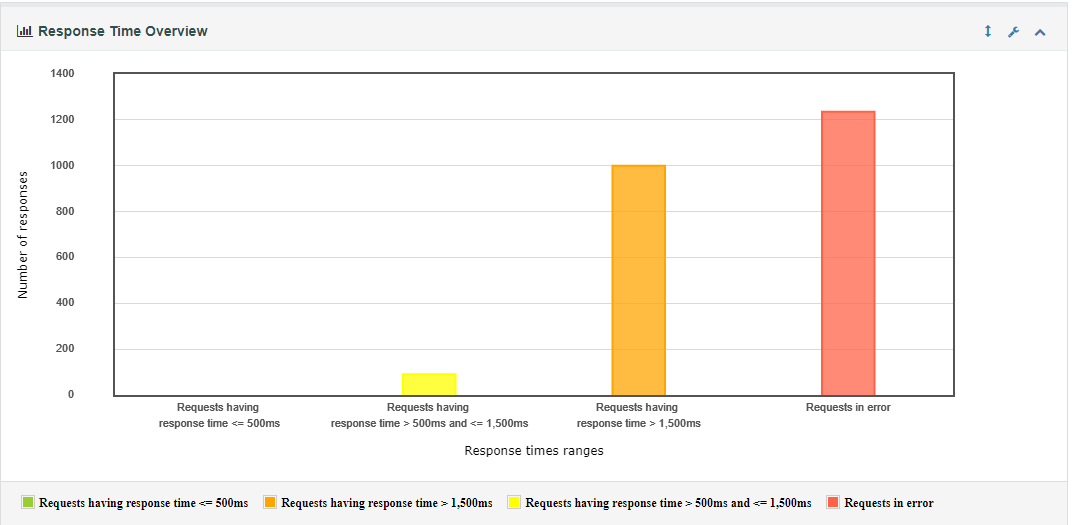 Response Time Overview
1400
1200
1000
800
600
400
200
0
Number of responses
Requests having
response time <= 500ms
Requests having
response time > 500ms and <= 1,500ms
Requests having
response time > 1,500ms
Requests in error
Response times ranges
Requests having response time <= 500ms Requests having response time > 1,500ms Requests having response time > 500ms and <= 1,500ms Requests in error